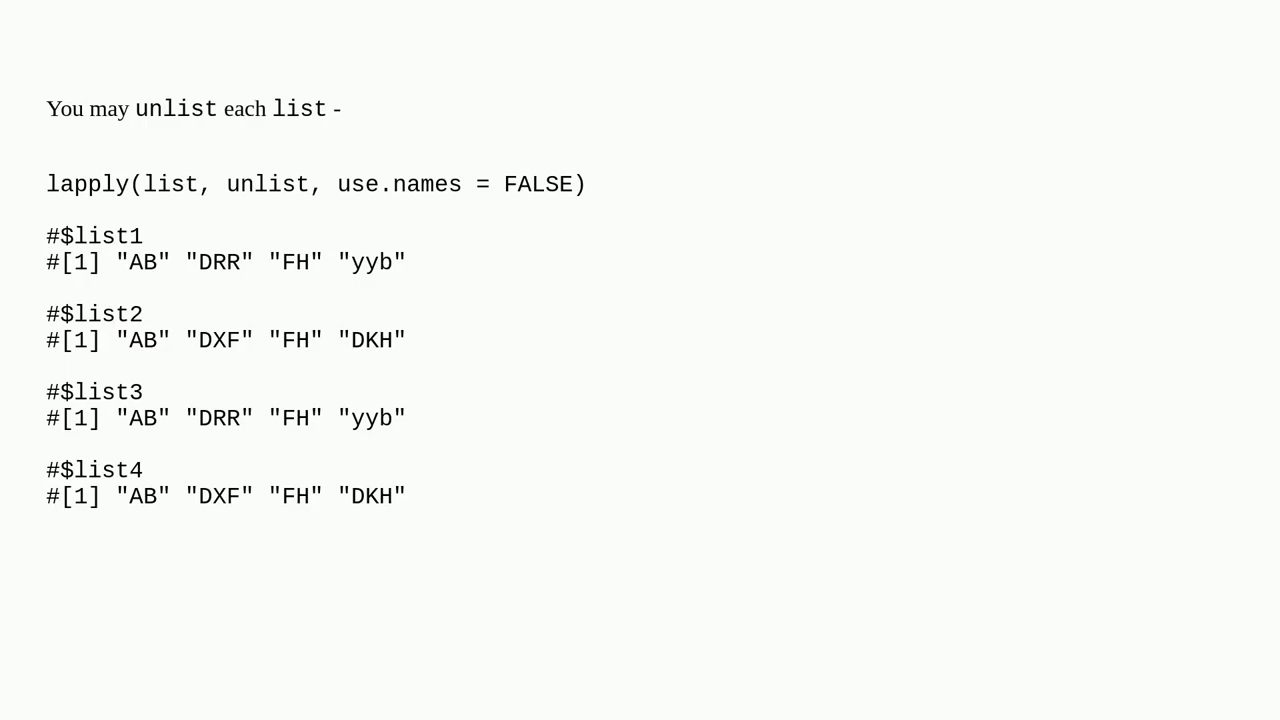 You may unlist each list -
lapply(list, unlist, use.names = FALSE)
#$list1
#[1] "AB" "DRR" "FH" "yyb"
#$list2
#[1] "AB" "DXF" "FH" "DKH"
#$list3
#[1] "AB" "DRR" "FH" "yyb"
#$list4
#[1] "AB" "DXF" "FH" "DKH"